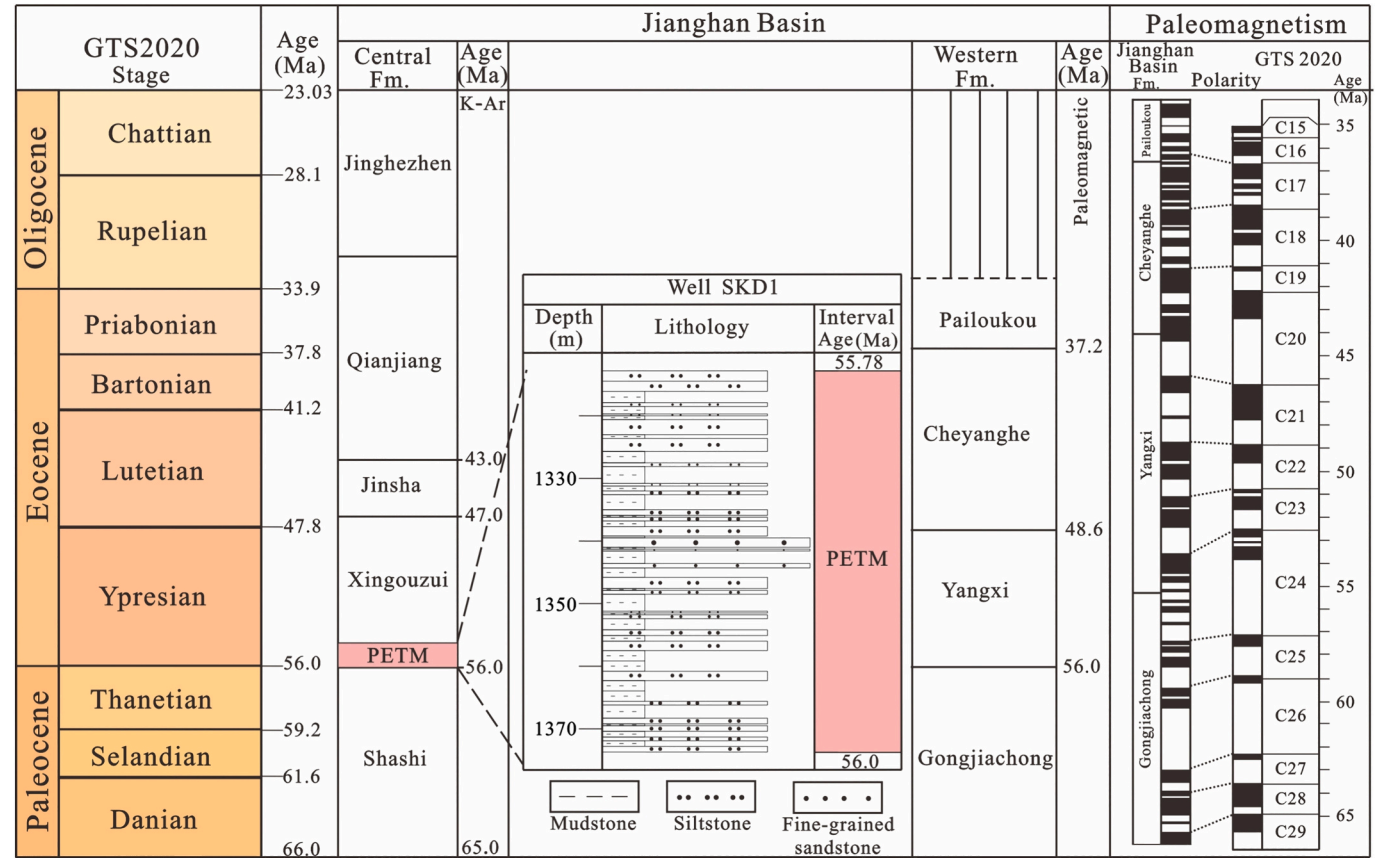 GTS2020
Stage
Age
(Ma)
Jianghan Basin
Paleomagnetism
Central
Fm.
Age
(Ma)
Western
Fm.
Age
(Ma)
Jianghan
Basin
Fm.
Polarity
GTS 2020
Age
(Ma)
Oligocene
Eocene
Paleocene
Chattian
Rupelian
Priabonian
Bartonian
Lutetian
Ypresian
Thanetian
Selandian
Danian
23.03
28.1
33.9
37.8
41.2
47.8
56.0
59.2
61.6
66.0
Jinghezhen
Qianjiang
Jinsha
Xingouzui
PETM
Shashi
K-Ar
43.0
47.0
56.0
65.0
Well SKD1
Depth
(m)
Lithology
Interval
Age(Ma)
55.78
1330
1350
1370
PETM
56.0
Mudstone
Siltstone
Fine-grained
sandstone
Pailoukou
Cheyanghe
Yangxi
Gongjiachong
Paleomagnetic
37.2
48.6
56.0
Pailoukou
Cheyanghe
Yangxi
Gongjiachong
C15
C16
C17
C18
C19
C20
C21
C22
C23
C24
C25
C26
C27
C28
C29
35
40
45
50
55
60
65